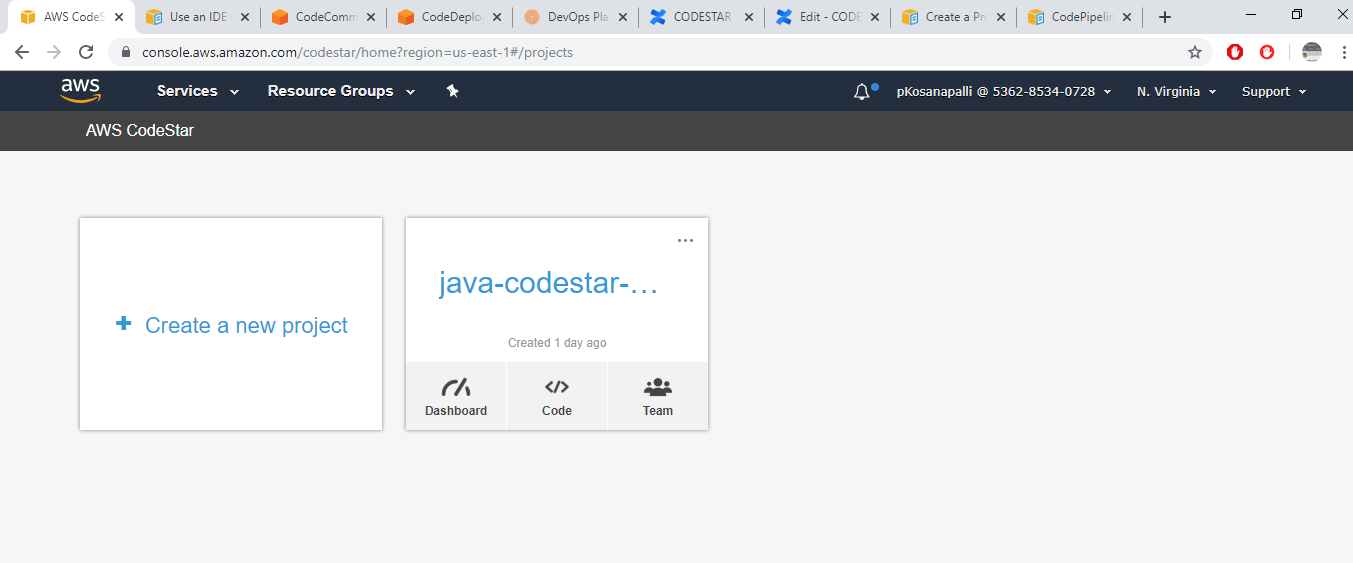 AWS CodeS
Use an IDE
CodeComm
CodeDeplo
DevOps Pla
CODESTAR
Edit - CODE
Create a Pro
CodePipelin
console.aws.amazon.com/codestar/home?region=us-east-1#/projects
aws
Services
Resource Groups
pKosanapalli @ 5362-8534-0728
N. Virginia
Support
AWS CodeStar
+ Create a new project
java-codestar-...
Created 1 day ago
Dashboard
Code
Team